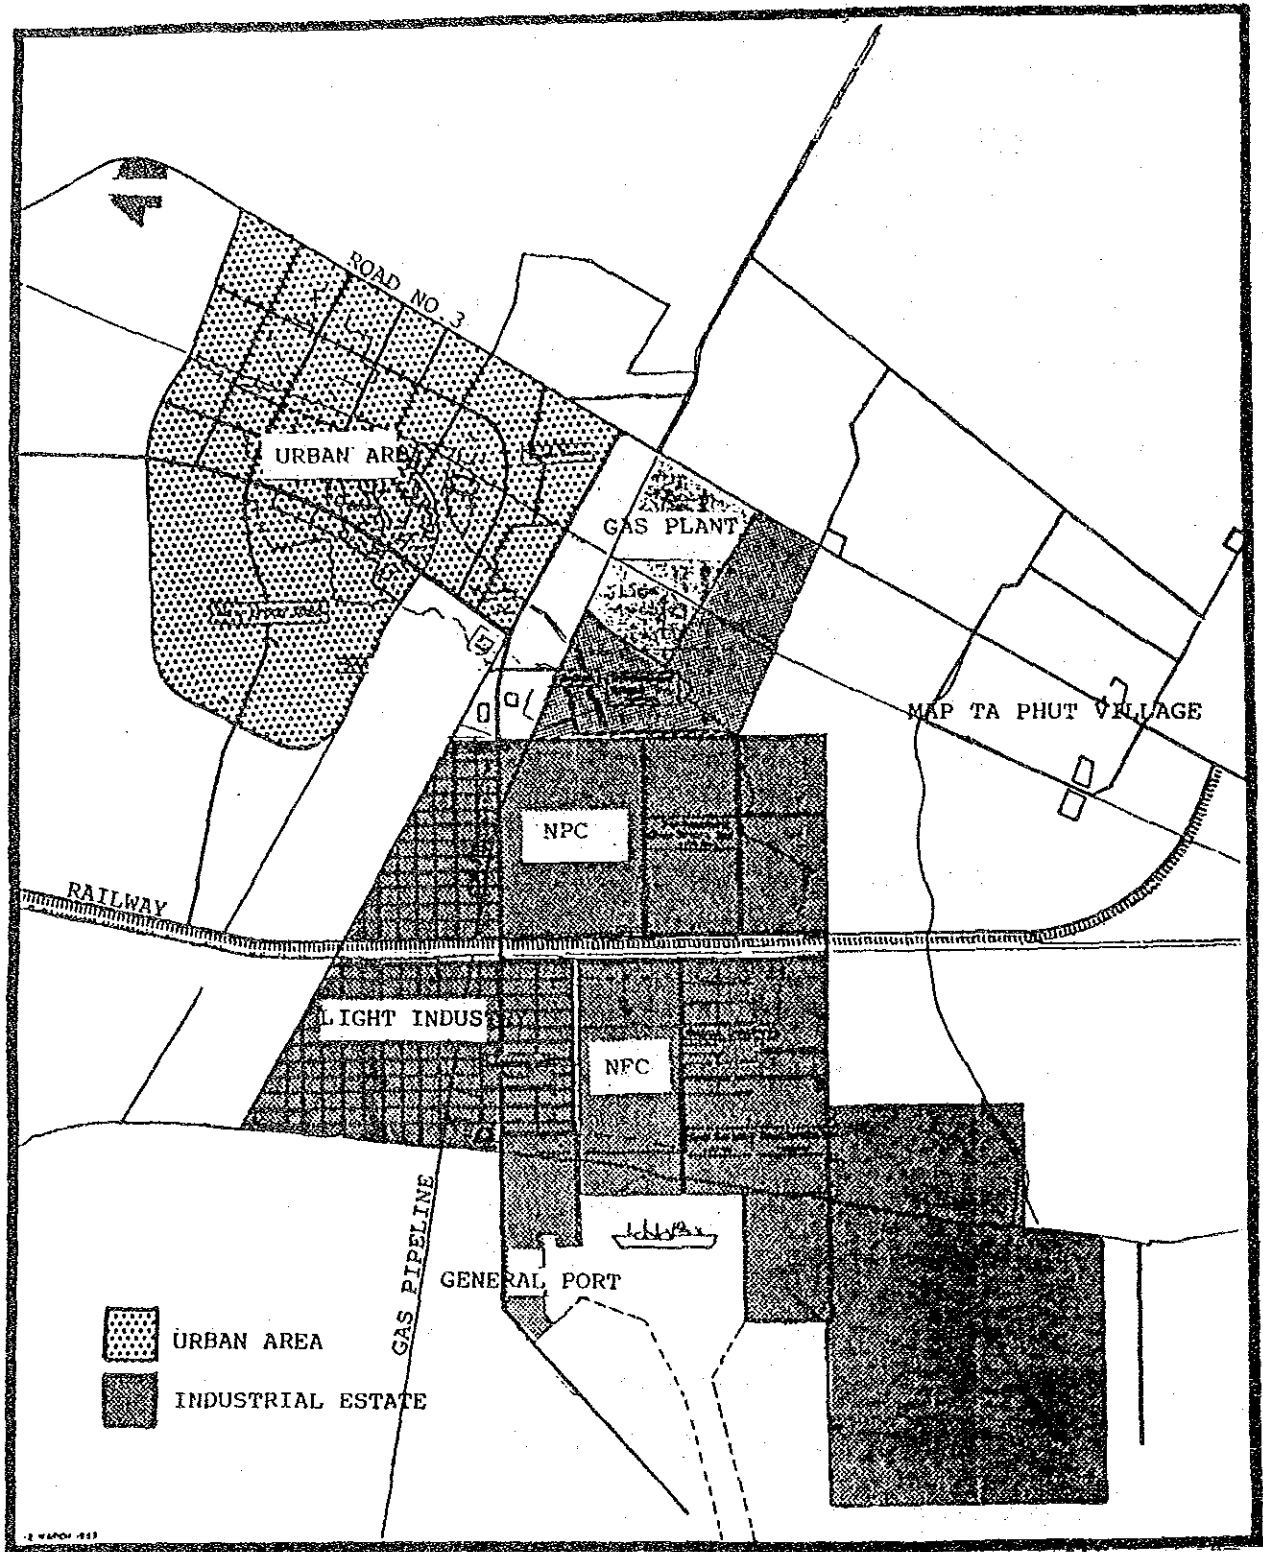 ROAD NO. 3
URBAN AREA
GAS PLANT
MAP TA PHUT VILLAGE
NPC
RAILWAY
LIGHT INDUSTRY
NFC
GAS PIPELINE
GENERAL PORT
URBAN AREA
INDUSTRIAL ESTATE